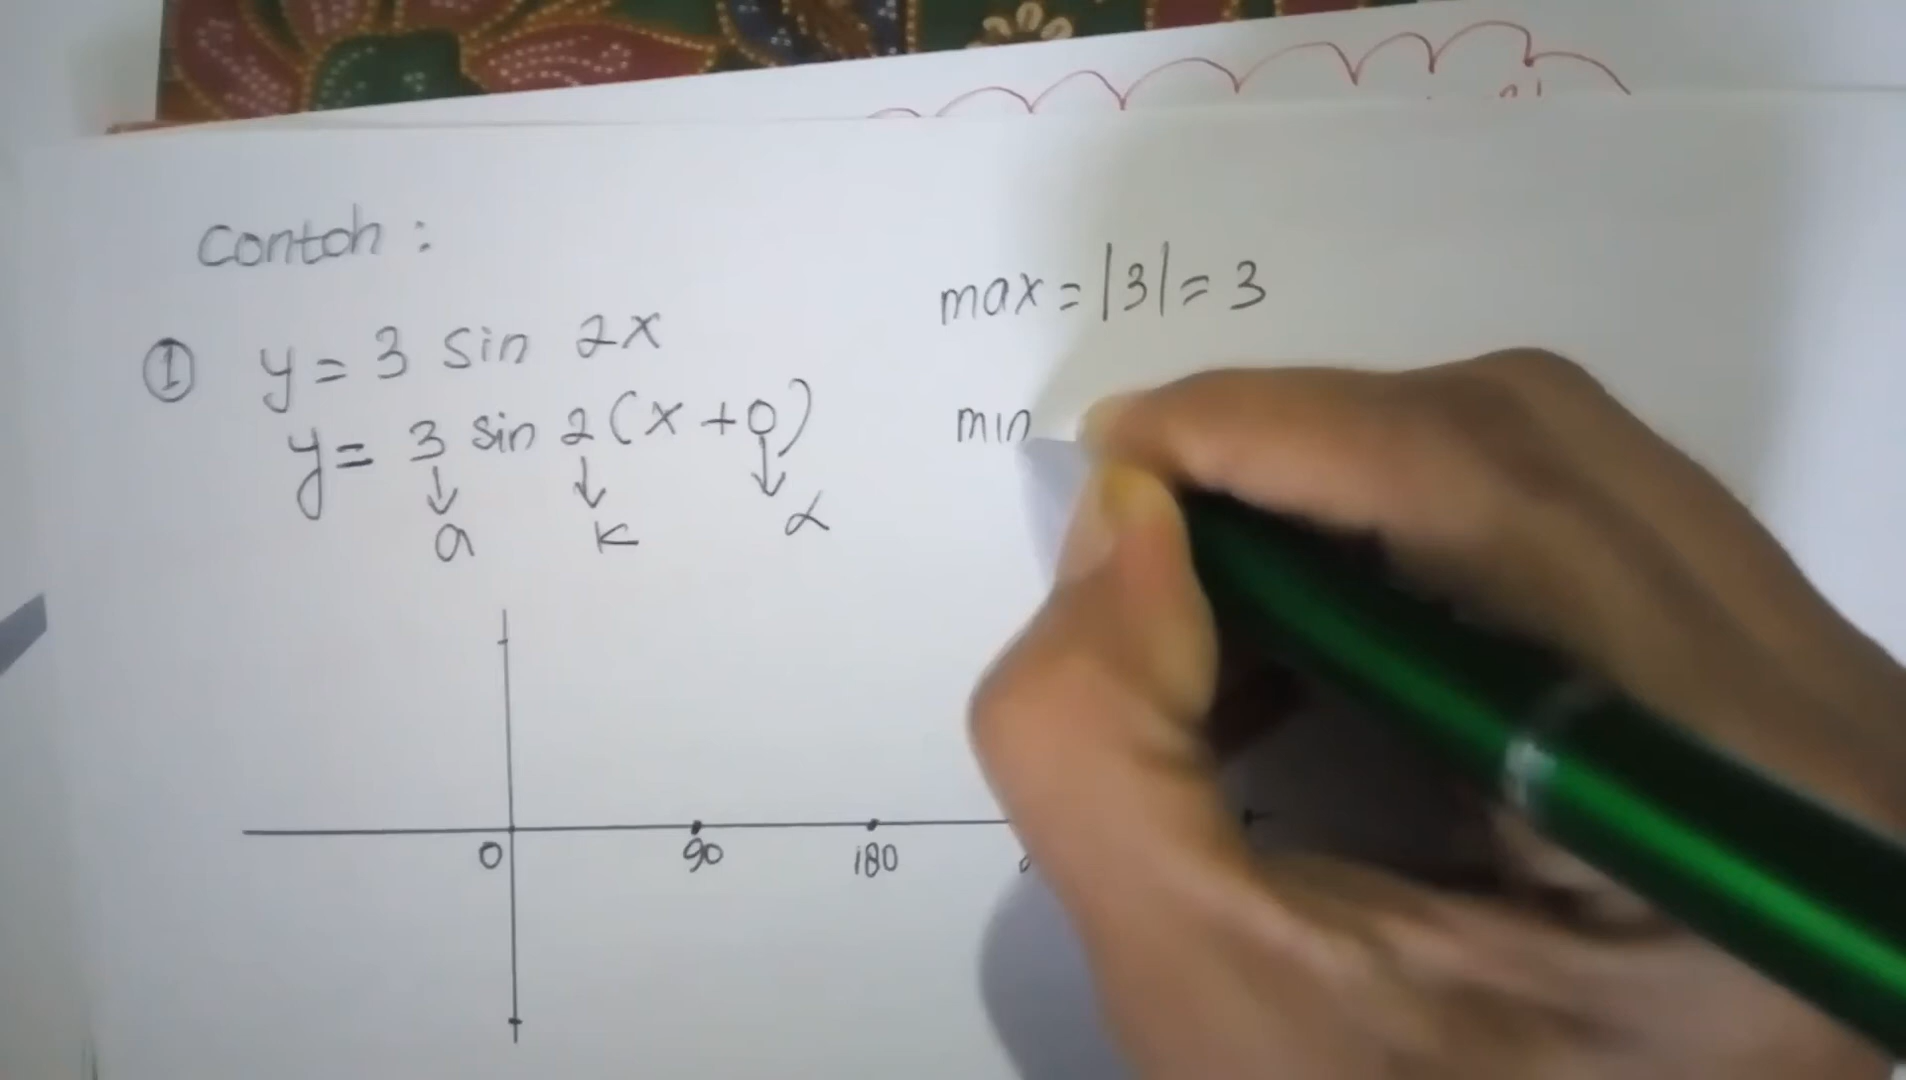 Contoh :
① y = 3 sin 2x
y = 3 sin 2 (x + 0)
↓ ↓ ↓
a k α
max = |3| = 3
min
0 90 180